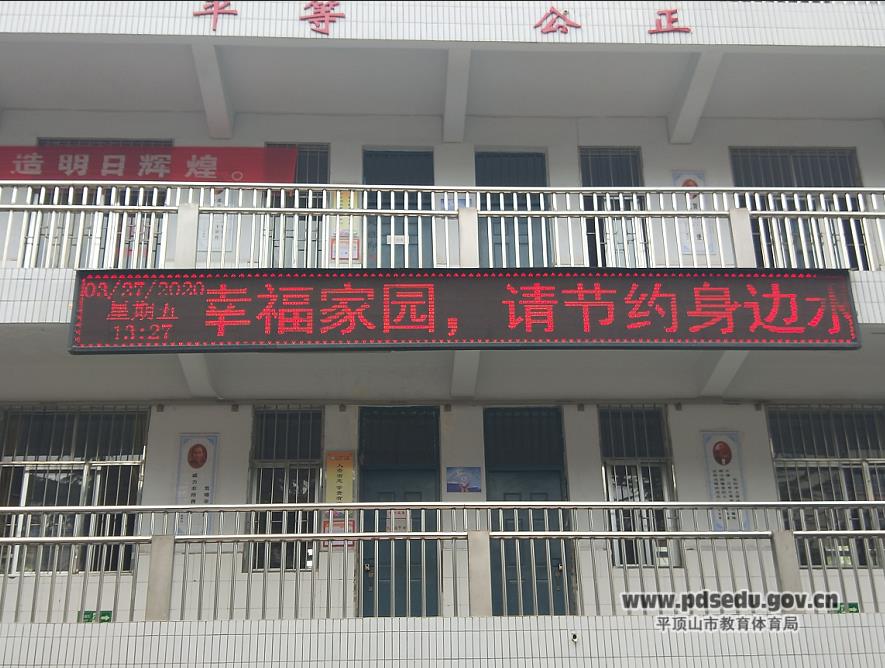 平等 公正
造明日辉煌。
03/27/2020
星期五
13:27
幸福家园，请节约身边水
www.pdsedu.gov.cn
平顶山市教育体育局